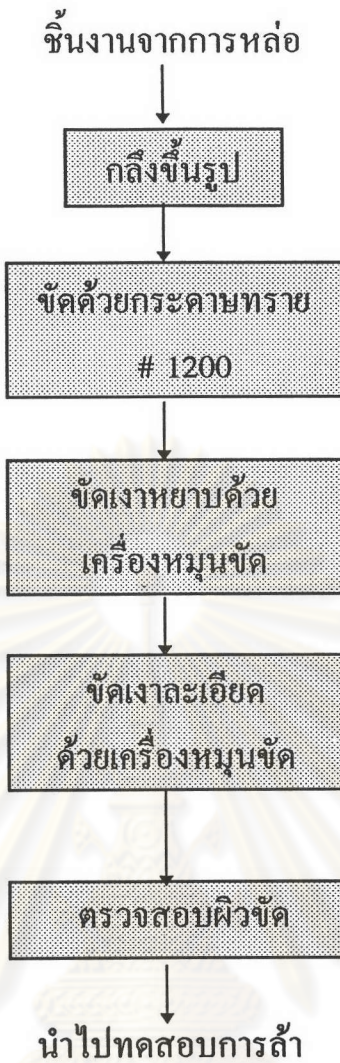 ชิ้นงานจากการหล่อ
กลึงขึ้นรูป
ขัดด้วยกระดาษทราย
# 1200
ขัดเงาหยาบด้วย
เครื่องหมุนขัด
ขัดเงาละเอียด
ด้วยเครื่องหมุนขัด
ตรวจสอบผิวขัด
นำไปทดสอบการล้า